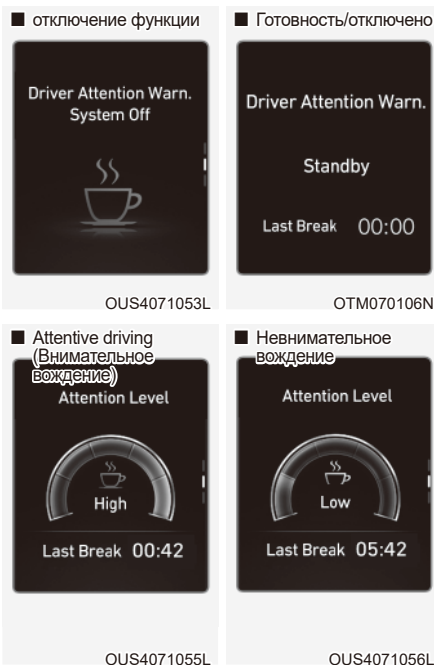 ■ отключение функции
Driver Attention Warn.
System Off
OUS4071053L
■ Готовность/отключено
Driver Attention Warn.
Standby
Last Break 00:00
OTM070106N
■ Attentive driving
(Внимательное
вождение)
Attention Level
High
Last Break 00:42
OUS4071055L
■ Невнимательное
вождение
Attention Level
Low
Last Break 05:42
OUS4071056L